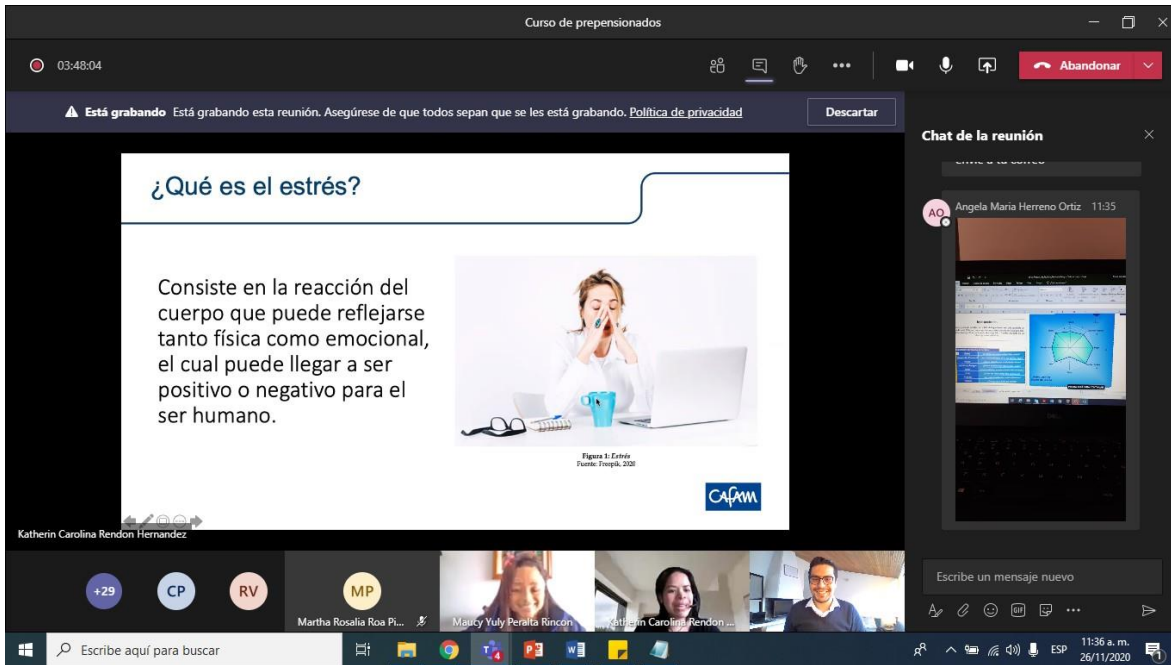 Curso de prepensionados
03:48:04
Abandonar
Está grabando Está grabando esta reunión. Asegúrese de que todos sepan que se les está grabando. Política de privacidad
Descartar
Chat de la reunión
¿Qué es el estrés?
Angela Maria Herreno Ortiz 11:35
AO
Consiste en la reacción del
cuerpo que puede reflejarse
tanto física como emocional,
el cual puede llegar a ser
positivo o negativo para el
ser humano.
Figura 1: Estrés
Fuente: Freepik, 2020
CAfAM
Katherin Carolina Rendon Hernandez
+29
CP
RV
MP
Martha Rosalia Roa Pi...
Maucy Yuly Peralta Rincon
Katherin Carolina Rendon ...
Escribe un mensaje nuevo
GIF
Escribe aquí para buscar
ESP
11:36 a. m.
26/11/2020